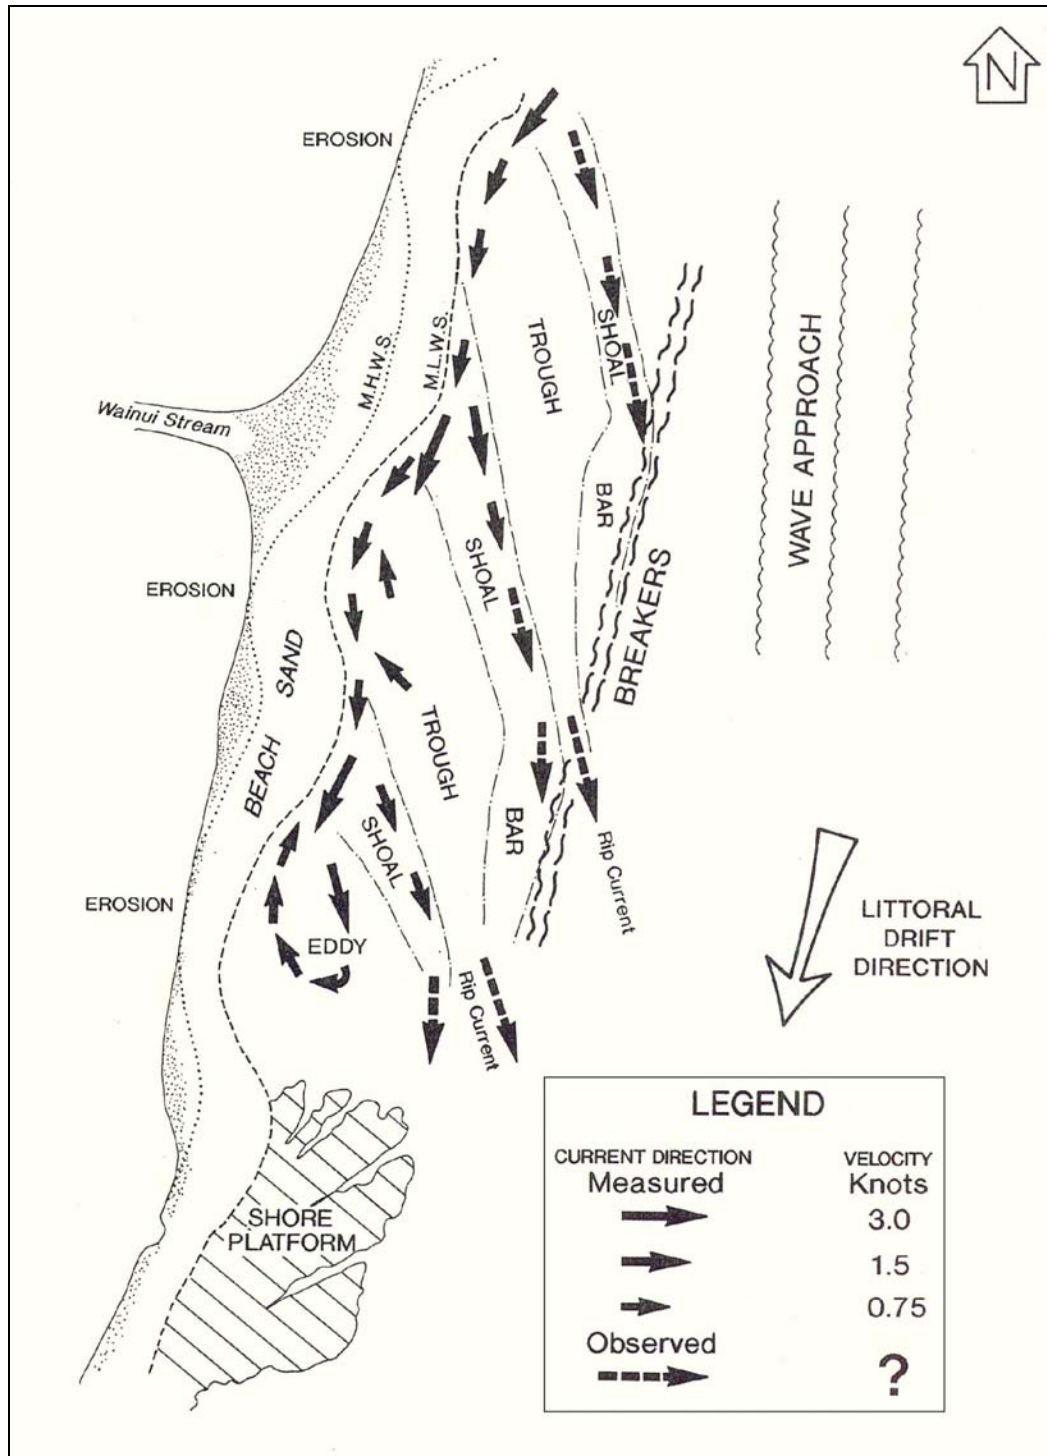 N
EROSION
SHOAL
TROUGH
M.H.W.S.
M.L.W.S.
WAVE APPROACH
Wainui Stream
BAR
BREAKERS
SHOAL
EROSION
BEACH SAND
TROUGH
BAR
SHOAL
Rip Current
EROSION
EDDY
Rip Current
LITTORAL
DRIFT
DIRECTION
SHORE
PLATFORM
LEGEND
CURRENT DIRECTION
Measured
VELOCITY
Knots
3.0
1.5
0.75
Observed
?